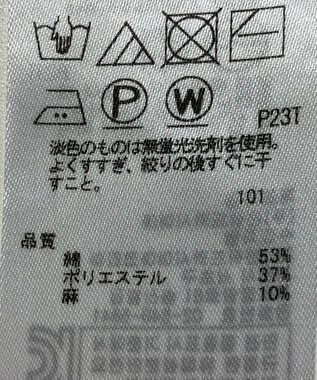 P W
P23T
淡色のものは無蛍光洗剤を使用。
よくすすぎ、絞りの後すぐに干
すこと。
101
品質
綿 53%
ポリエステル 37%
麻 10%